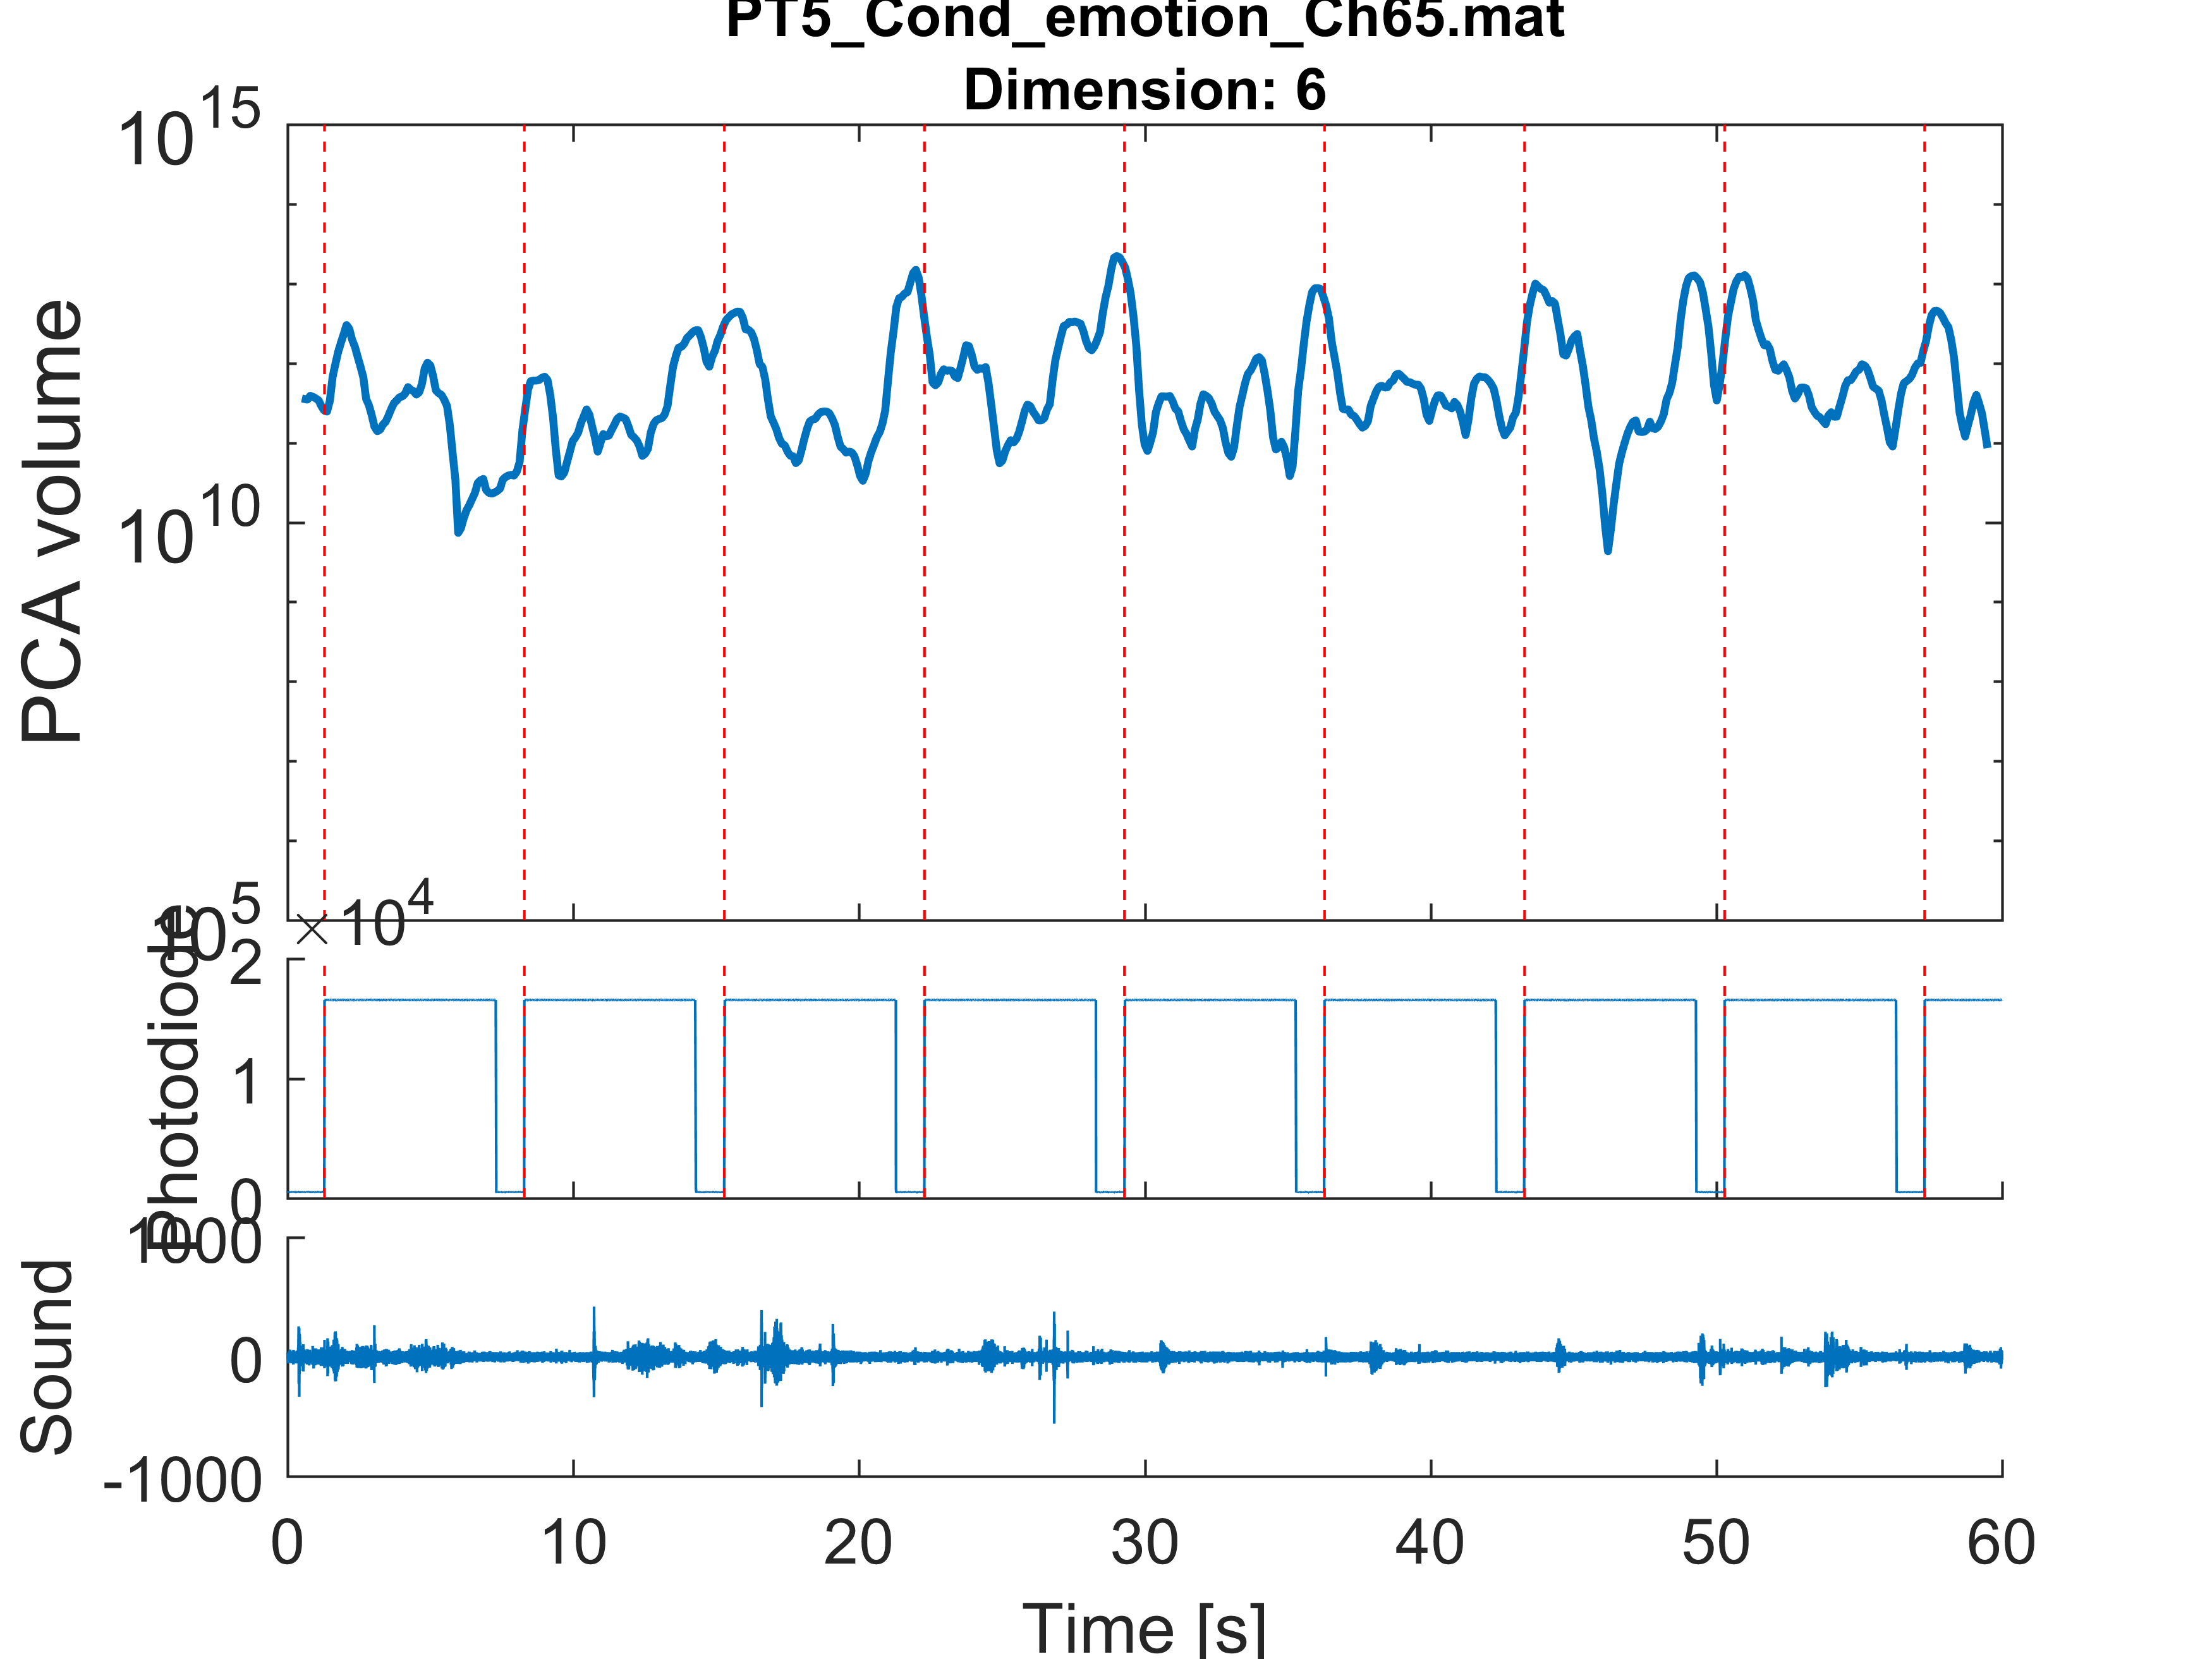 PT5_Cond_emotion_Ch65.mat
Dimension: 6
PCA volume
10^15
10^10
10^5
×10^4
Photodiode
2
1
0
Sound
1000
0
-1000
0 10 20 30 40 50 60
Time [s]